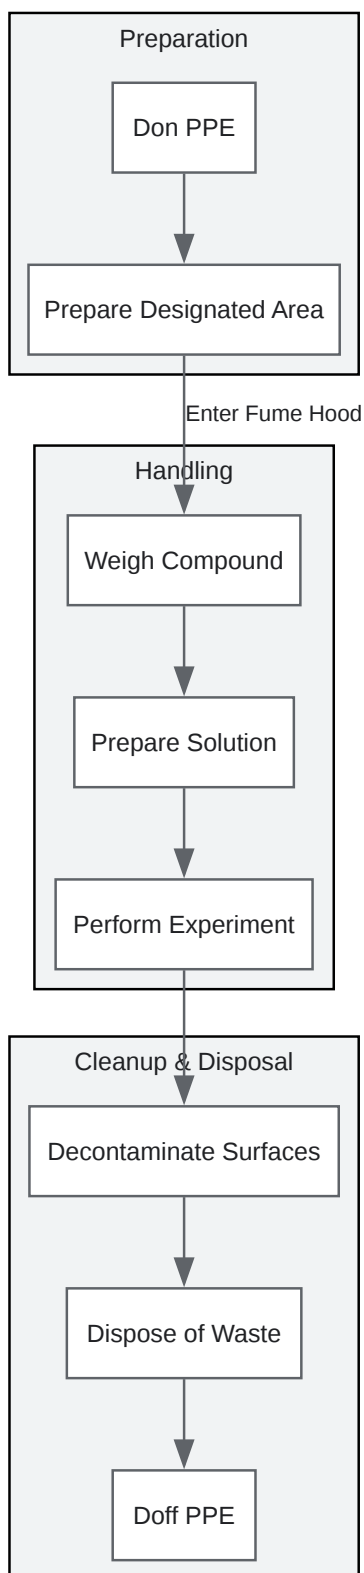 Preparation
Don PPE
Prepare Designated Area
Enter Fume Hood
Handling
Weigh Compound
Prepare Solution
Perform Experiment
Cleanup & Disposal
Decontaminate Surfaces
Dispose of Waste
Doff PPE